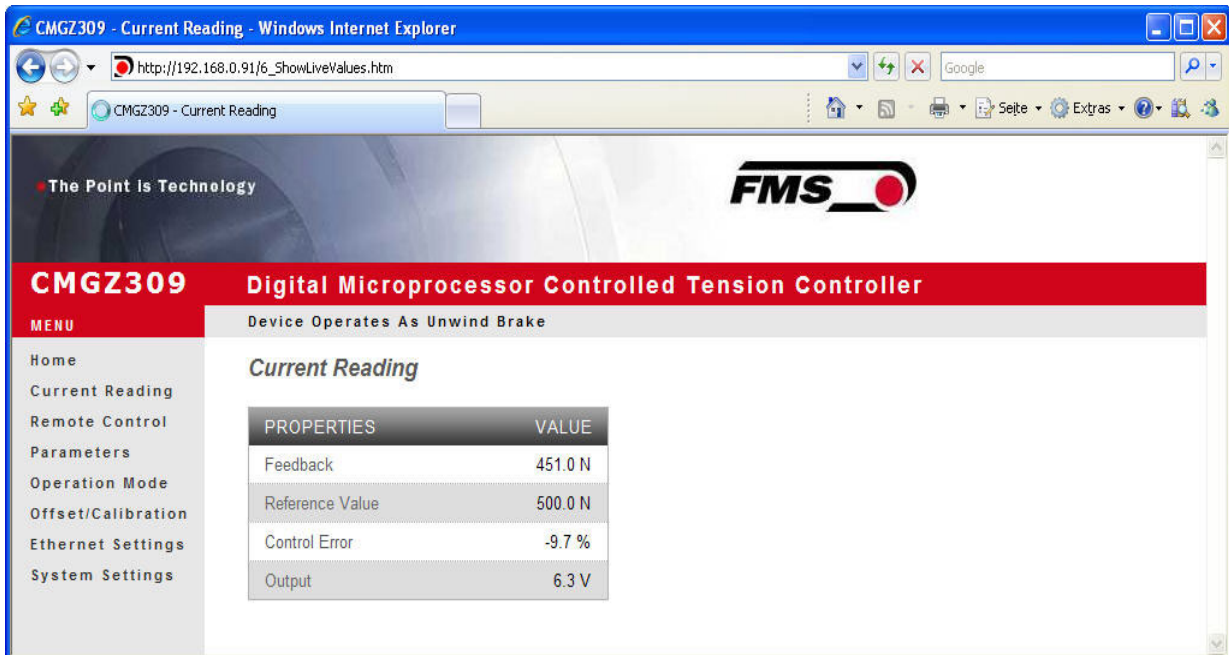 CMGZ309 - Current Reading - Windows Internet Explorer
http://192.168.0.91/6_ShowLiveValues.htm
Google
CMGZ309 - Current Reading
Seite
Extras
The Point is Technology
FMS
CMGZ309
Digital Microprocessor Controlled Tension Controller
MENU
Device Operates As Unwind Brake
Home
Current Reading
Remote Control
Parameters
Operation Mode
Offset/Calibration
Ethernet Settings
System Settings
Current Reading
PROPERTIES VALUE
Feedback 451.0 N
Reference Value 500.0 N
Control Error -9.7 %
Output 6.3 V